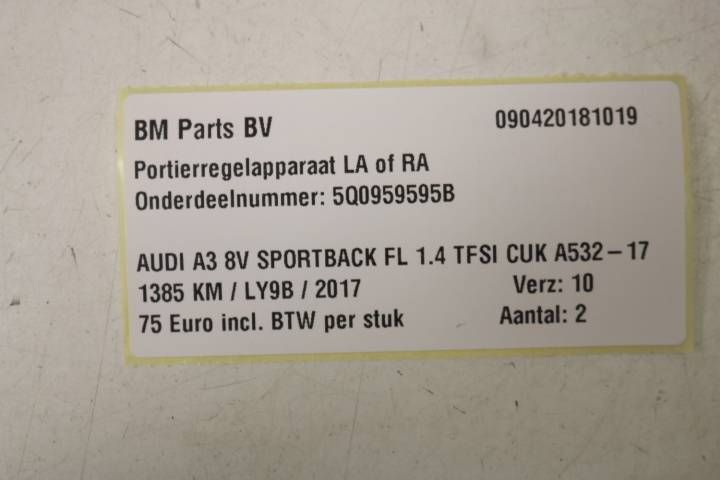 BM Parts BV 090420181019
Portierregelapparaat LA of RA
Onderdeelnummer: 5Q0959595B
AUDI A3 8V SPORTBACK FL 1.4 TFSI CUK A532-17
1385 KM / LY9B / 2017 Verz: 10
75 Euro incl. BTW per stuk Aantal: 2